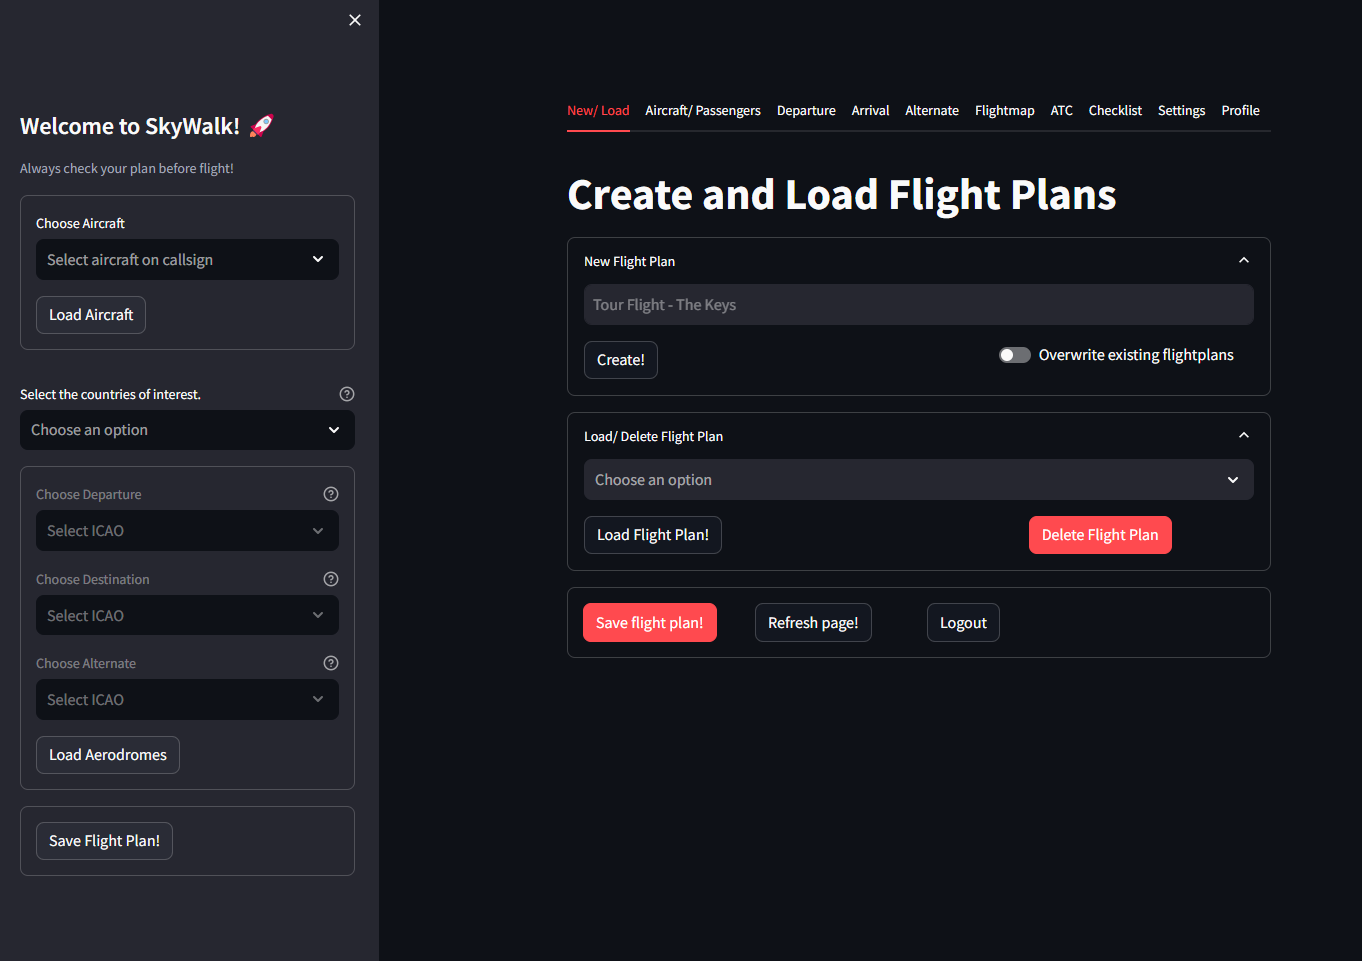 Welcome to SkyWalk! 🚀
Always check your plan before flight!
Choose Aircraft
Select aircraft on callsign
Load Aircraft
Select the countries of interest.
Choose an option
Choose Departure
Select ICAO
Choose Destination
Select ICAO
Choose Alternate
Select ICAO
Load Aerodromes
Save Flight Plan!
New/ Load Aircraft/ Passengers Departure Arrival Alternate Flightmap ATC Checklist Settings Profile
Create and Load Flight Plans
New Flight Plan
Tour Flight - The Keys
Create! Overwrite existing flightplans
Load/ Delete Flight Plan
Choose an option
Load Flight Plan! Delete Flight Plan
Save flight plan! Refresh page! Logout